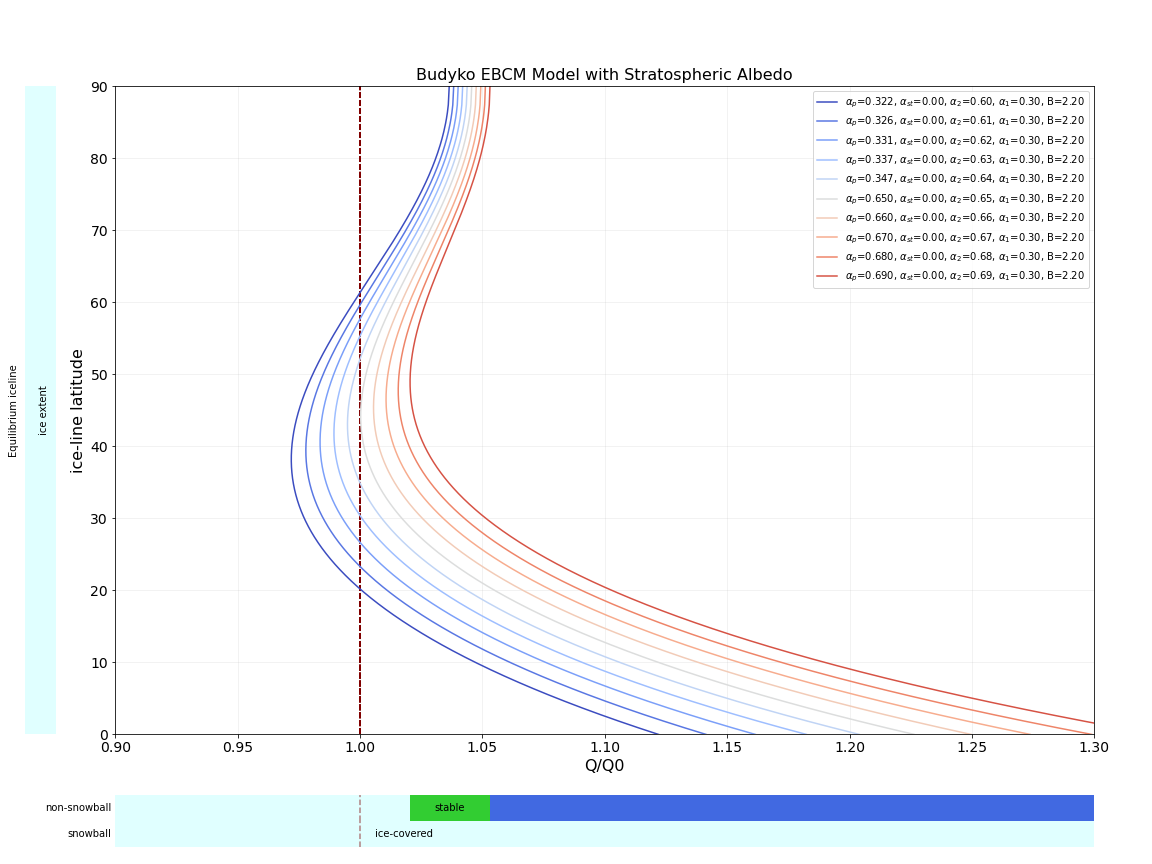 Budyko EBCM Model with Stratospheric Albedo
90
80
70
60
50
40
30
20
10
0
ice-line latitude
Equilibrium iceline
ice extent
αp=0.322, αst=0.00, α2=0.60, α1=0.30, B=2.20
αp=0.326, αst=0.00, α2=0.61, α1=0.30, B=2.20
αp=0.331, αst=0.00, α2=0.62, α1=0.30, B=2.20
αp=0.337, αst=0.00, α2=0.63, α1=0.30, B=2.20
αp=0.347, αst=0.00, α2=0.64, α1=0.30, B=2.20
αp=0.650, αst=0.00, α2=0.65, α1=0.30, B=2.20
αp=0.660, αst=0.00, α2=0.66, α1=0.30, B=2.20
αp=0.670, αst=0.00, α2=0.67, α1=0.30, B=2.20
αp=0.680, αst=0.00, α2=0.68, α1=0.30, B=2.20
αp=0.690, αst=0.00, α2=0.69, α1=0.30, B=2.20
0.90 0.95 1.00 1.05 1.10 1.15 1.20 1.25 1.30
Q/Q0
non-snowball stable
snowball ice-covered